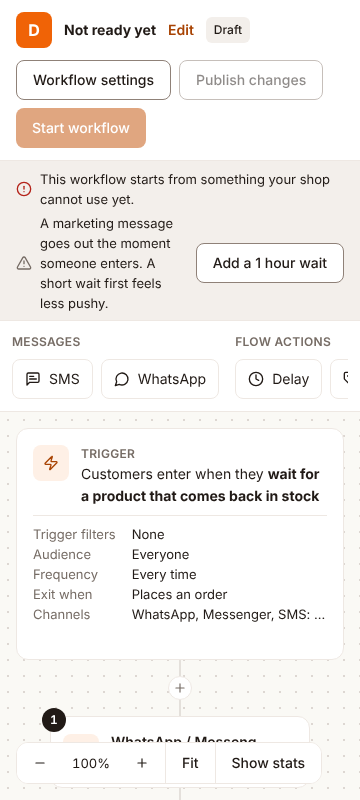 D
Not ready yet Edit Draft
Workflow settings Publish changes
Start workflow
This workflow starts from something your shop
cannot use yet.
A marketing message
goes out the moment
someone enters. A
short wait first feels
less pushy.
Add a 1 hour wait
MESSAGES FLOW ACTIONS
SMS WhatsApp Delay
TRIGGER
Customers enter when they wait for
a product that comes back in stock
Trigger filters None
Audience Everyone
Frequency Every time
Exit when Places an order
Channels WhatsApp, Messenger, SMS: ...
1
− 100% + Fit Show stats